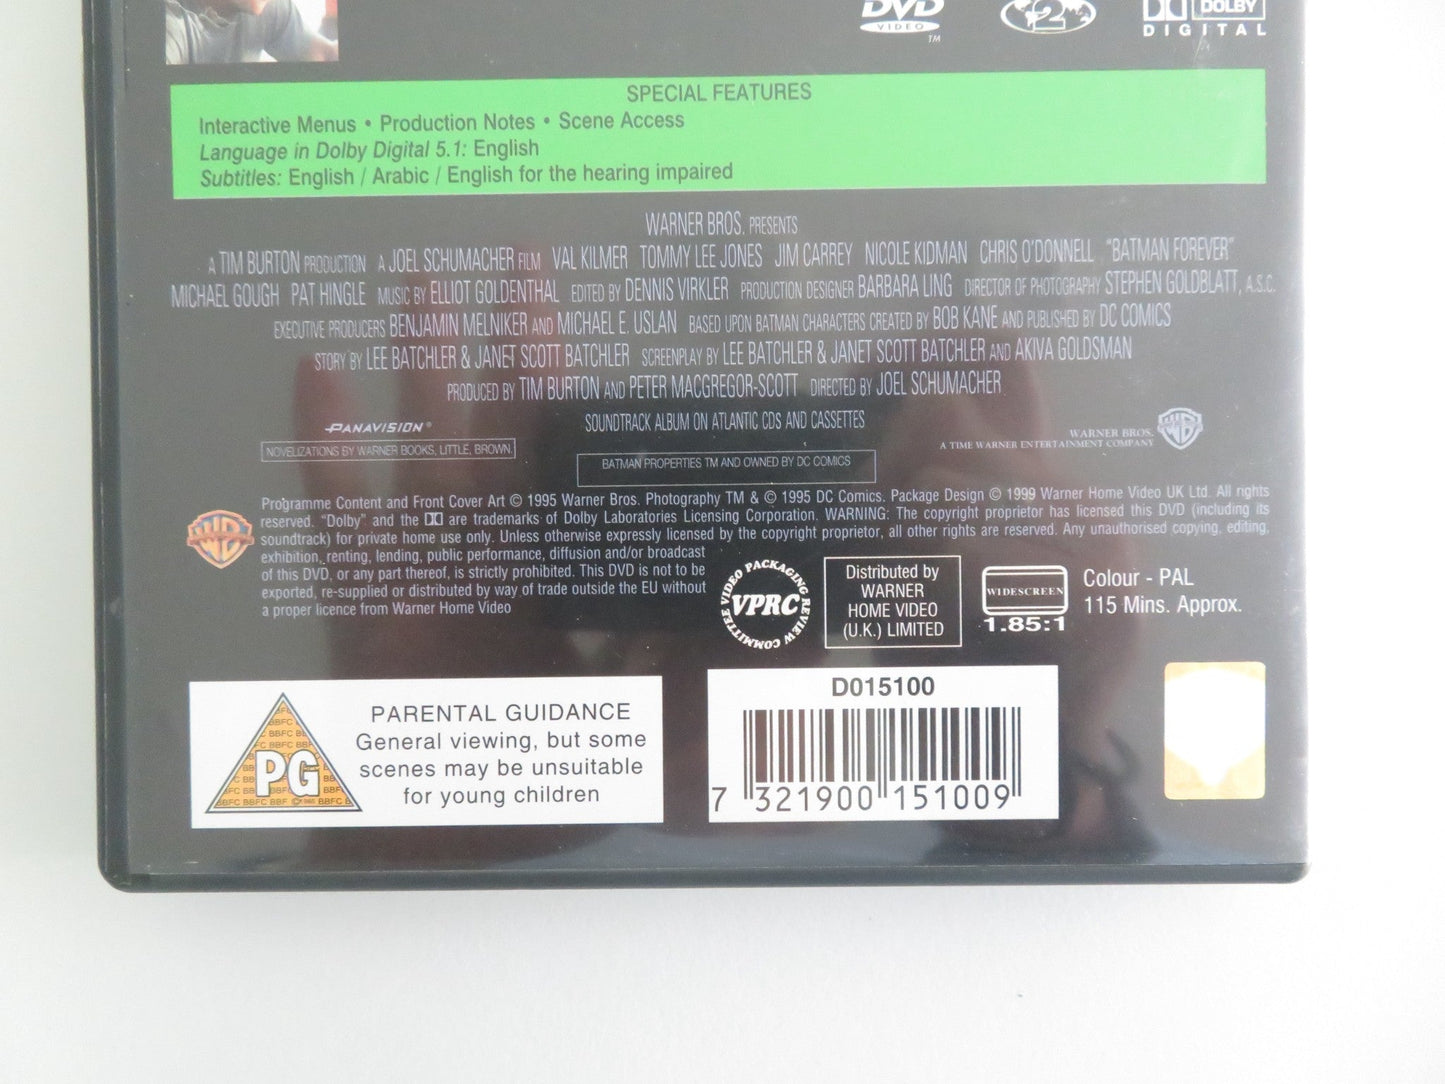 DVD
VIDEO
TM
2
DOLBY
DIGITAL
SPECIAL FEATURES
Interactive Menus • Production Notes • Scene Access
Language in Dolby Digital 5.1: English
Subtitles: English / Arabic / English for the hearing impaired
WARNER BROS. PRESENTS
A TIM BURTON PRODUCTION A JOEL SCHUMACHER FILM VAL KILMER TOMMY LEE JONES JIM CARREY NICOLE KIDMAN CHRIS O'DONNELL "BATMAN FOREVER"
MICHAEL GOUGH PAT HINGLE MUSIC BY ELLIOT GOLDENTHAL EDITED BY DENNIS VIRKLER PRODUCTION DESIGNER BARBARA LING DIRECTOR OF PHOTOGRAPHY STEPHEN GOLDBLATT, A.S.C.
EXECUTIVE PRODUCERS BENJAMIN MELNIKER AND MICHAEL E. USLAN BASED UPON BATMAN CHARACTERS CREATED BY BOB KANE AND PUBLISHED BY DC COMICS
STORY BY LEE BATCHLER & JANET SCOTT BATCHLER SCREENPLAY BY LEE BATCHLER & JANET SCOTT BATCHLER AND AKIVA GOLDSMAN
PRODUCED BY TIM BURTON AND PETER MACGREGOR-SCOTT DIRECTED BY JOEL SCHUMACHER
PANAVISION®
SOUNDTRACK ALBUM ON ATLANTIC CDS AND CASSETTES
WARNER BROS.
A TIME WARNER ENTERTAINMENT COMPANY
NOVELIZATIONS BY WARNER BOOKS, LITTLE, BROWN.
BATMAN PROPERTIES TM AND OWNED BY DC COMICS
Programme Content and Front Cover Art © 1995 Warner Bros. Photography TM & © 1995 DC Comics. Package Design © 1999 Warner Home Video UK Ltd. All rights
reserved. "Dolby" and the DD are trademarks of Dolby Laboratories Licensing Corporation. WARNING: The copyright proprietor has licensed this DVD (including its
soundtrack) for private home use only. Unless otherwise expressly licensed by the copyright proprietor, all other rights are reserved. Any unauthorised copying, editing,
exhibition, renting, lending, public performance, diffusion and/or broadcast
of this DVD, or any part thereof, is strictly prohibited. This DVD is not to be
exported, re-supplied or distributed by way of trade outside the EU without
a proper licence from Warner Home Video
VIDEO PACKAGING REVIEW COMMITTEE
VPRC
Distributed by
WARNER
HOME VIDEO
(U.K.) LIMITED
WIDESCREEN
1.85:1
Colour - PAL
115 Mins. Approx.
PG
PARENTAL GUIDANCE
General viewing, but some
scenes may be unsuitable
for young children
D015100
7 321900 151009